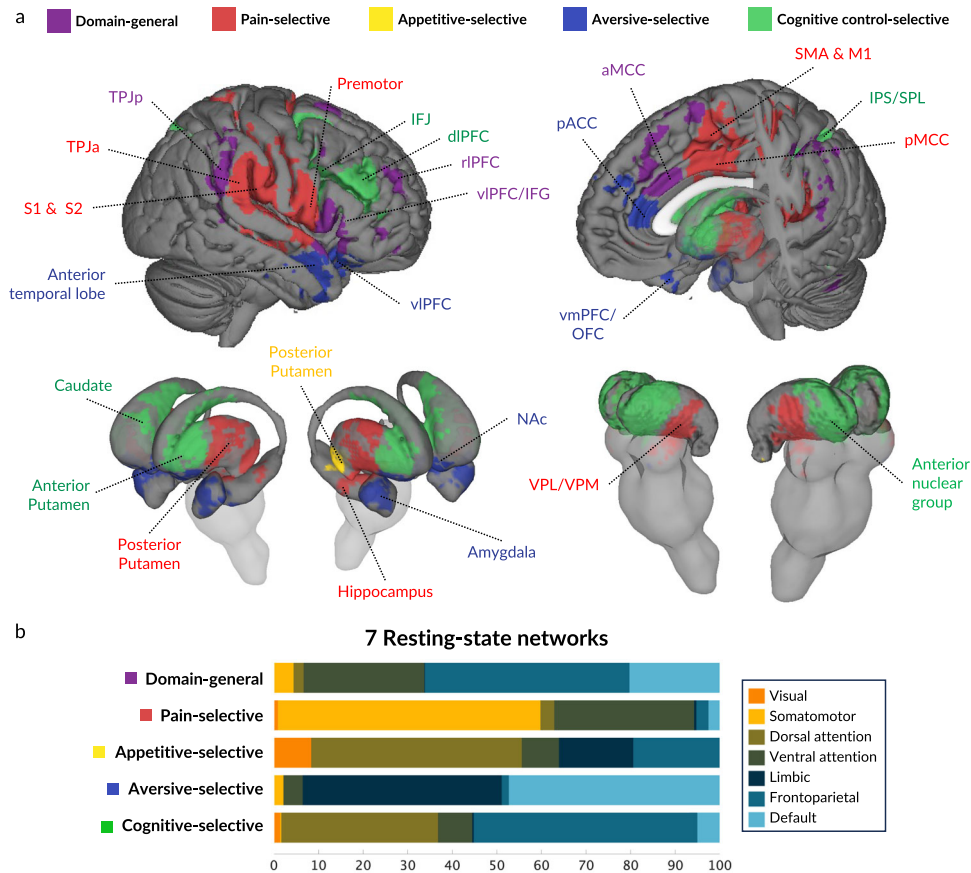 a
Domain-general
Pain-selective
Appetitive-selective
Aversive-selective
Cognitive control-selective
TPJp
TPJa
S1 & S2
Anterior
temporal lobe
Premotor
IFJ
dlPFC
rlPFC
vlPFC/IFG
vlPFC
aMCC
pACC
SMA & M1
IPS/SPL
pMCC
vmPFC/
OFC
Caudate
Anterior
Putamen
Posterior
Putamen
Posterior
Putamen
NAc
Amygdala
Hippocampus
VPL/VPM
Anterior
nuclear
group
b
7 Resting-state networks
Domain-general
Pain-selective
Appetitive-selective
Aversive-selective
Cognitive-selective
0 10 20 30 40 50 60 70 80 90 100
Visual
Somatomotor
Dorsal attention
Ventral attention
Limbic
Frontoparietal
Default